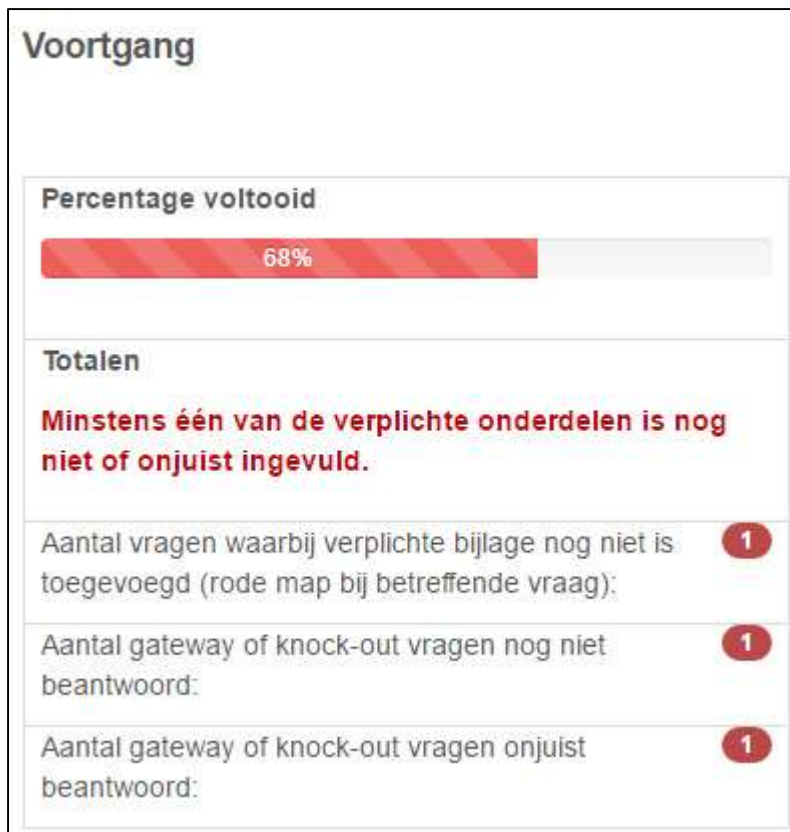 Voortgang
Percentage voltooid
68%
Totalen
Minstens één van de verplichte onderdelen is nog
niet of onjuist ingevuld.
Aantal vragen waarbij verplichte bijlage nog niet is 1
toegevoegd (rode map bij betreffende vraag):
Aantal gateway of knock-out vragen nog niet 1
beantwoord:
Aantal gateway of knock-out vragen onjuist 1
beantwoord: